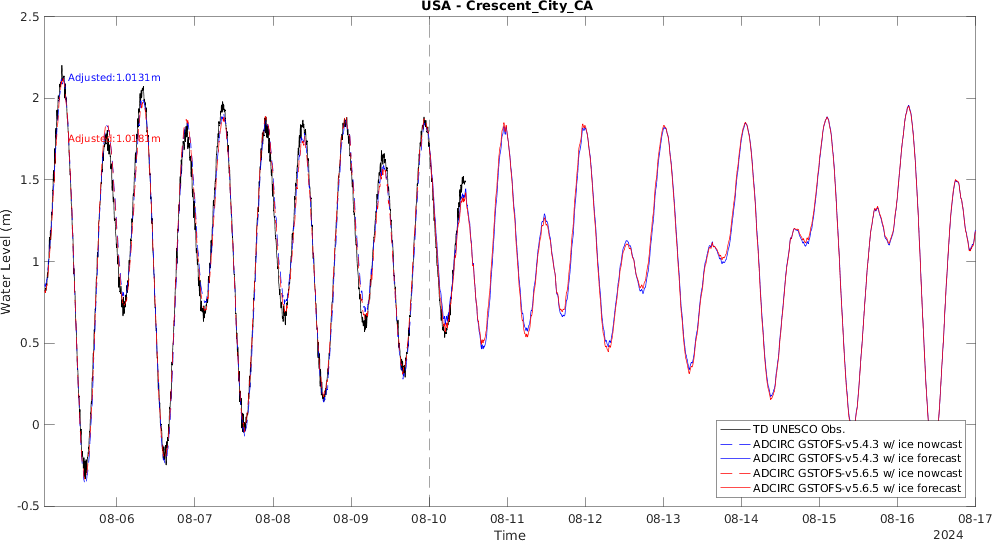 USA - Crescent_City_CA
2.5
2
1.5
1
0.5
0
-0.5
Water Level (m)
Adjusted:1.0131m
Adjusted:1.0181m
TD UNESCO Obs.
ADCIRC GSTOFS-v5.4.3 w/ ice nowcast
ADCIRC GSTOFS-v5.4.3 w/ ice forecast
ADCIRC GSTOFS-v5.6.5 w/ ice nowcast
ADCIRC GSTOFS-v5.6.5 w/ ice forecast
08-06 08-07 08-08 08-09 08-10 08-11 08-12 08-13 08-14 08-15 08-16 08-17
Time
2024